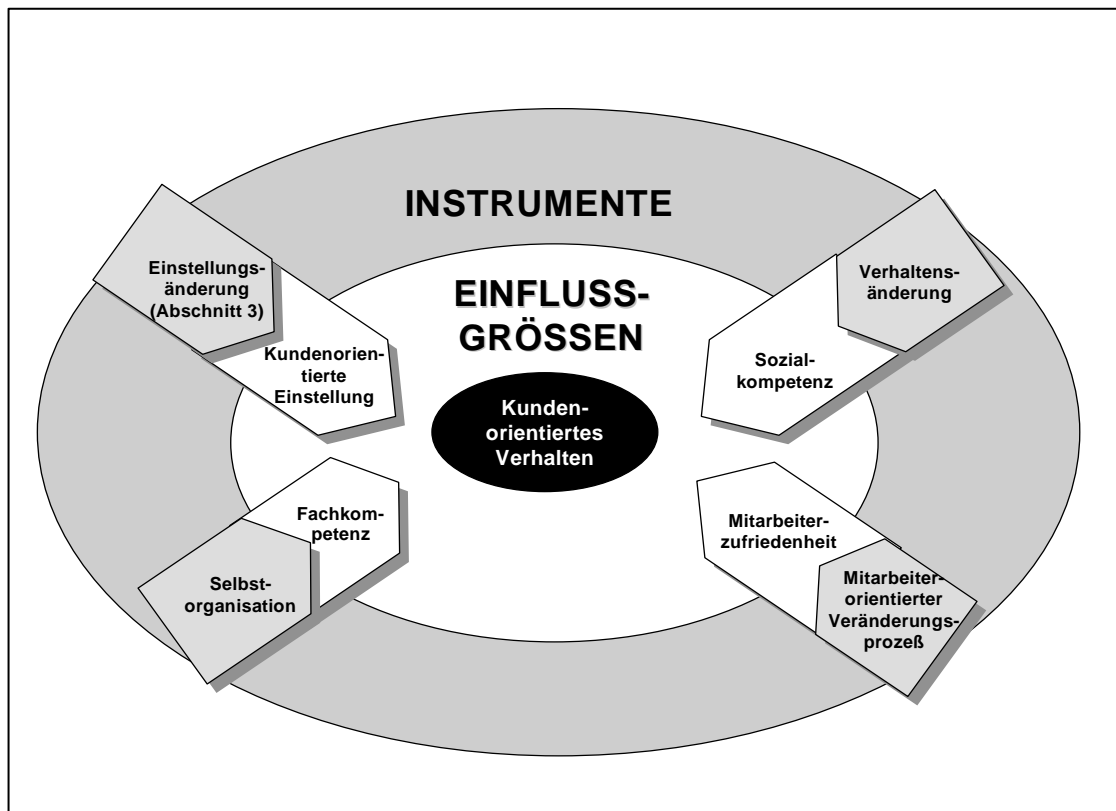 INSTRUMENTE
EINFLUSS-
GRÖSSEN
Kunden-
orientiertes
Verhalten
Einstellungs-
änderung
(Abschnitt 3)
Kundenorien-
tierte
Einstellung
Verhaltens-
änderung
Sozial-
kompetenz
Fachkom-
petenz
Selbst-
organisation
Mitarbeiter-
zufriedenheit
Mitarbeiter-
orientierter
Veränderungs-
prozeß